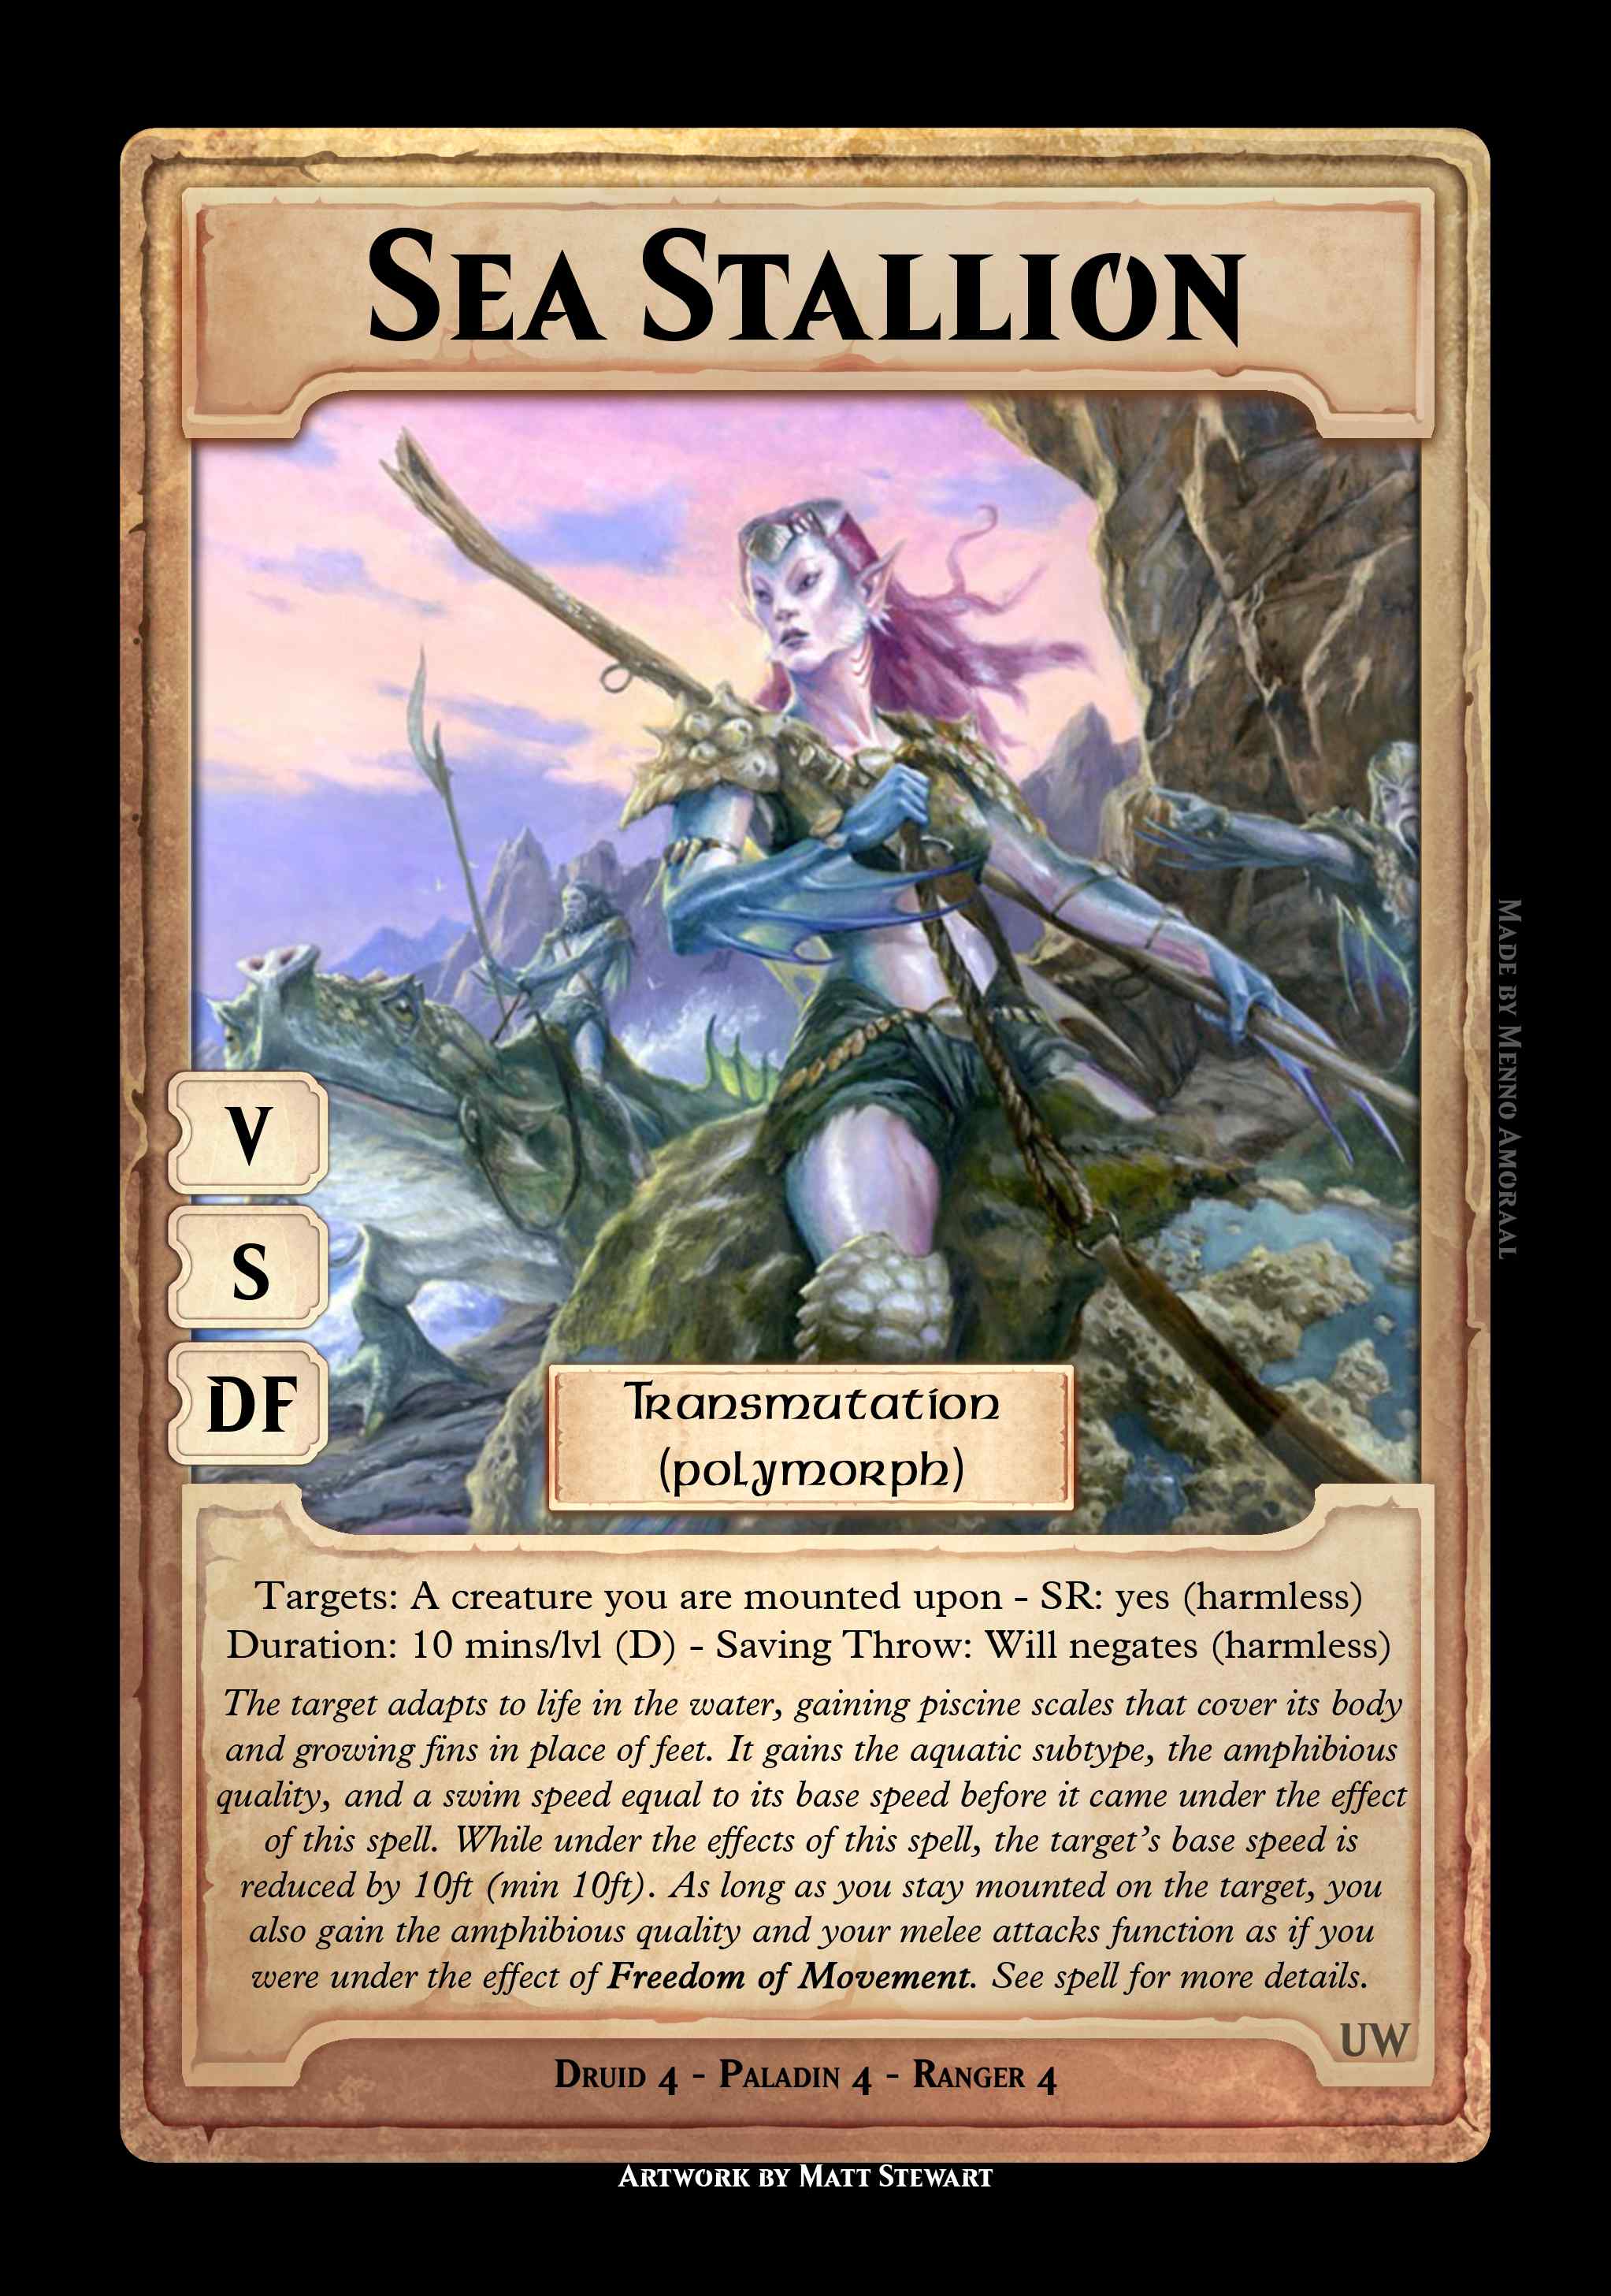 Sea Stallion
V
S
DF
Transmutation
(polymorph)
Targets: A creature you are mounted upon - SR: yes (harmless)
Duration: 10 mins/lvl (D) - Saving Throw: Will negates (harmless)
The target adapts to life in the water, gaining piscine scales that cover its body
and growing fins in place of feet. It gains the aquatic subtype, the amphibious
quality, and a swim speed equal to its base speed before it came under the effect
of this spell. While under the effects of this spell, the target's base speed is
reduced by 10ft (min 10ft). As long as you stay mounted on the target, you
also gain the amphibious quality and your melee attacks function as if you
were under the effect of Freedom of Movement. See spell for more details.
UW
Druid 4 - Paladin 4 - Ranger 4
Artwork by Matt Stewart
Made by Menno Amoraal